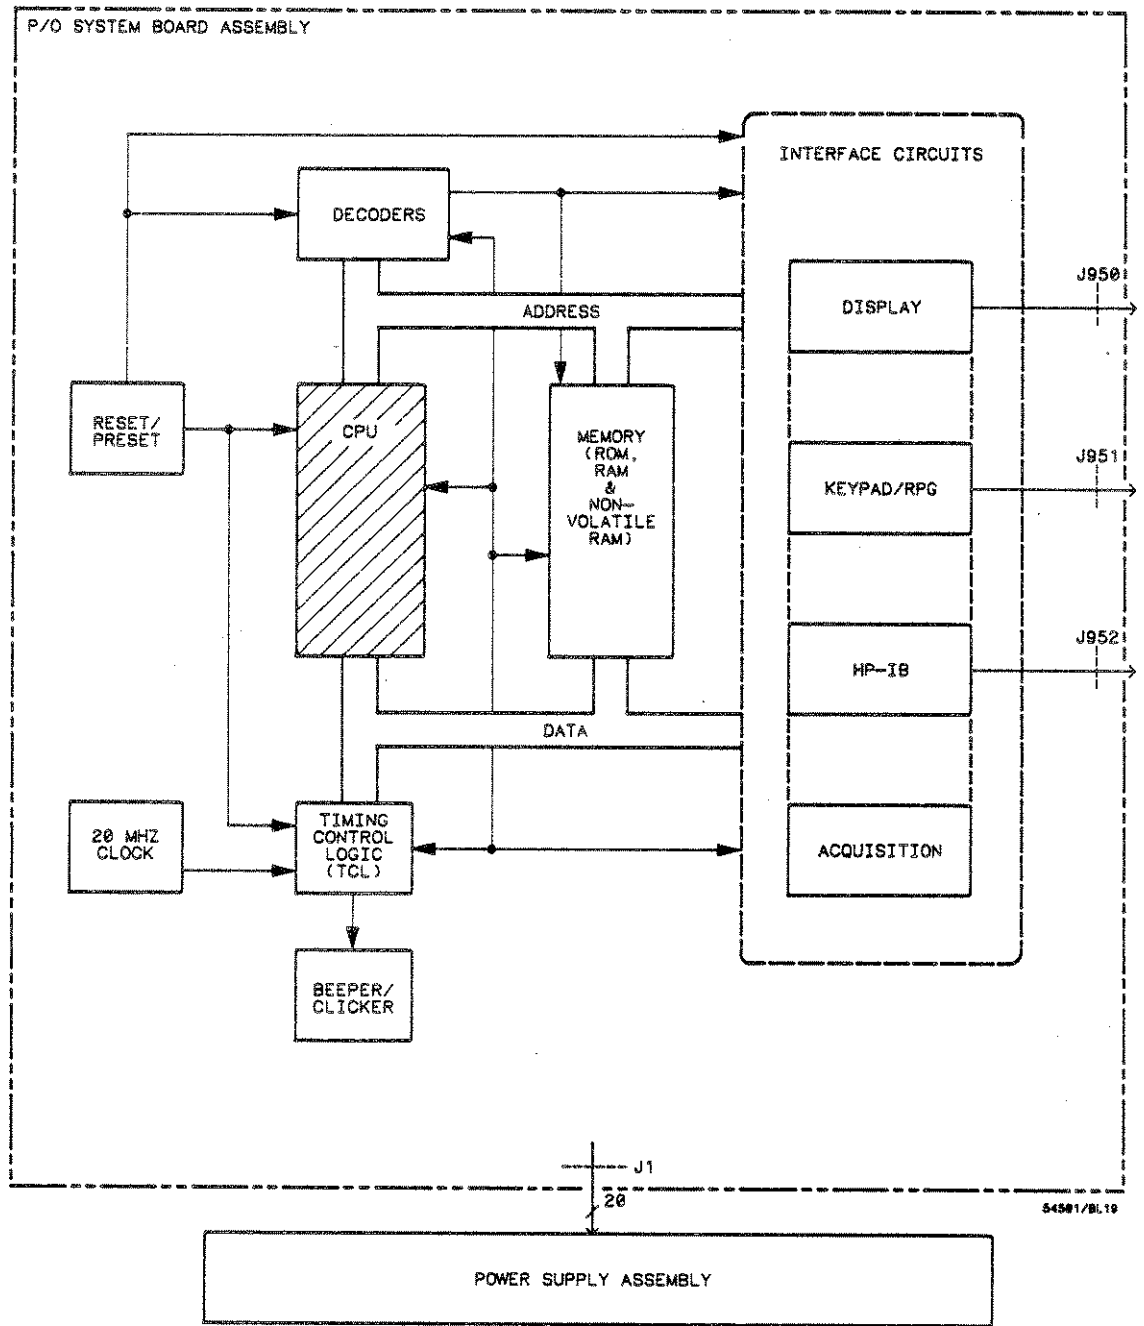 P/O SYSTEM BOARD ASSEMBLY
INTERFACE CIRCUITS
DECODERS
J950
DISPLAY
ADDRESS
RESET/
PRESET
CPU
MEMORY
(ROM,
RAM
&
NON-
VOLATILE
RAM)
J951
KEYPAD/RPG
J952
HP-IB
DATA
20 MHZ
CLOCK
TIMING
CONTROL
LOGIC
(TCL)
ACQUISITION
BEEPER/
CLICKER
J1
20
54501/BL19
POWER SUPPLY ASSEMBLY